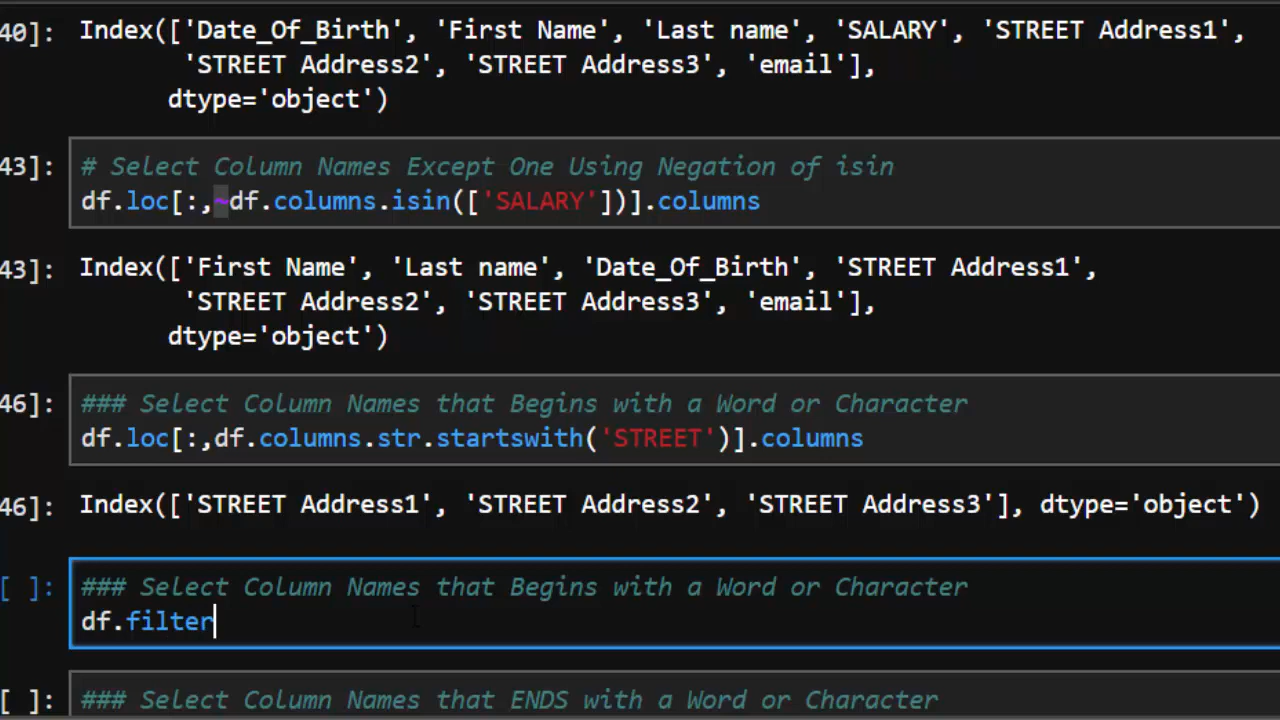 40]: Index(['Date_Of_Birth', 'First Name', 'Last name', 'SALARY', 'STREET Address1',
'STREET Address2', 'STREET Address3', 'email'],
dtype='object')
43]: # Select Column Names Except One Using Negation of isin
df.loc[:,~df.columns.isin(['SALARY'])].columns
43]: Index(['First Name', 'Last name', 'Date_Of_Birth', 'STREET Address1',
'STREET Address2', 'STREET Address3', 'email'],
dtype='object')
46]: ### Select Column Names that Begins with a Word or Character
df.loc[:,df.columns.str.startswith('STREET')].columns
46]: Index(['STREET Address1', 'STREET Address2', 'STREET Address3'], dtype='object')
[ ]: ### Select Column Names that Begins with a Word or Character
df.filter
[ ]: ### Select Column Names that ENDS with a Word or Character